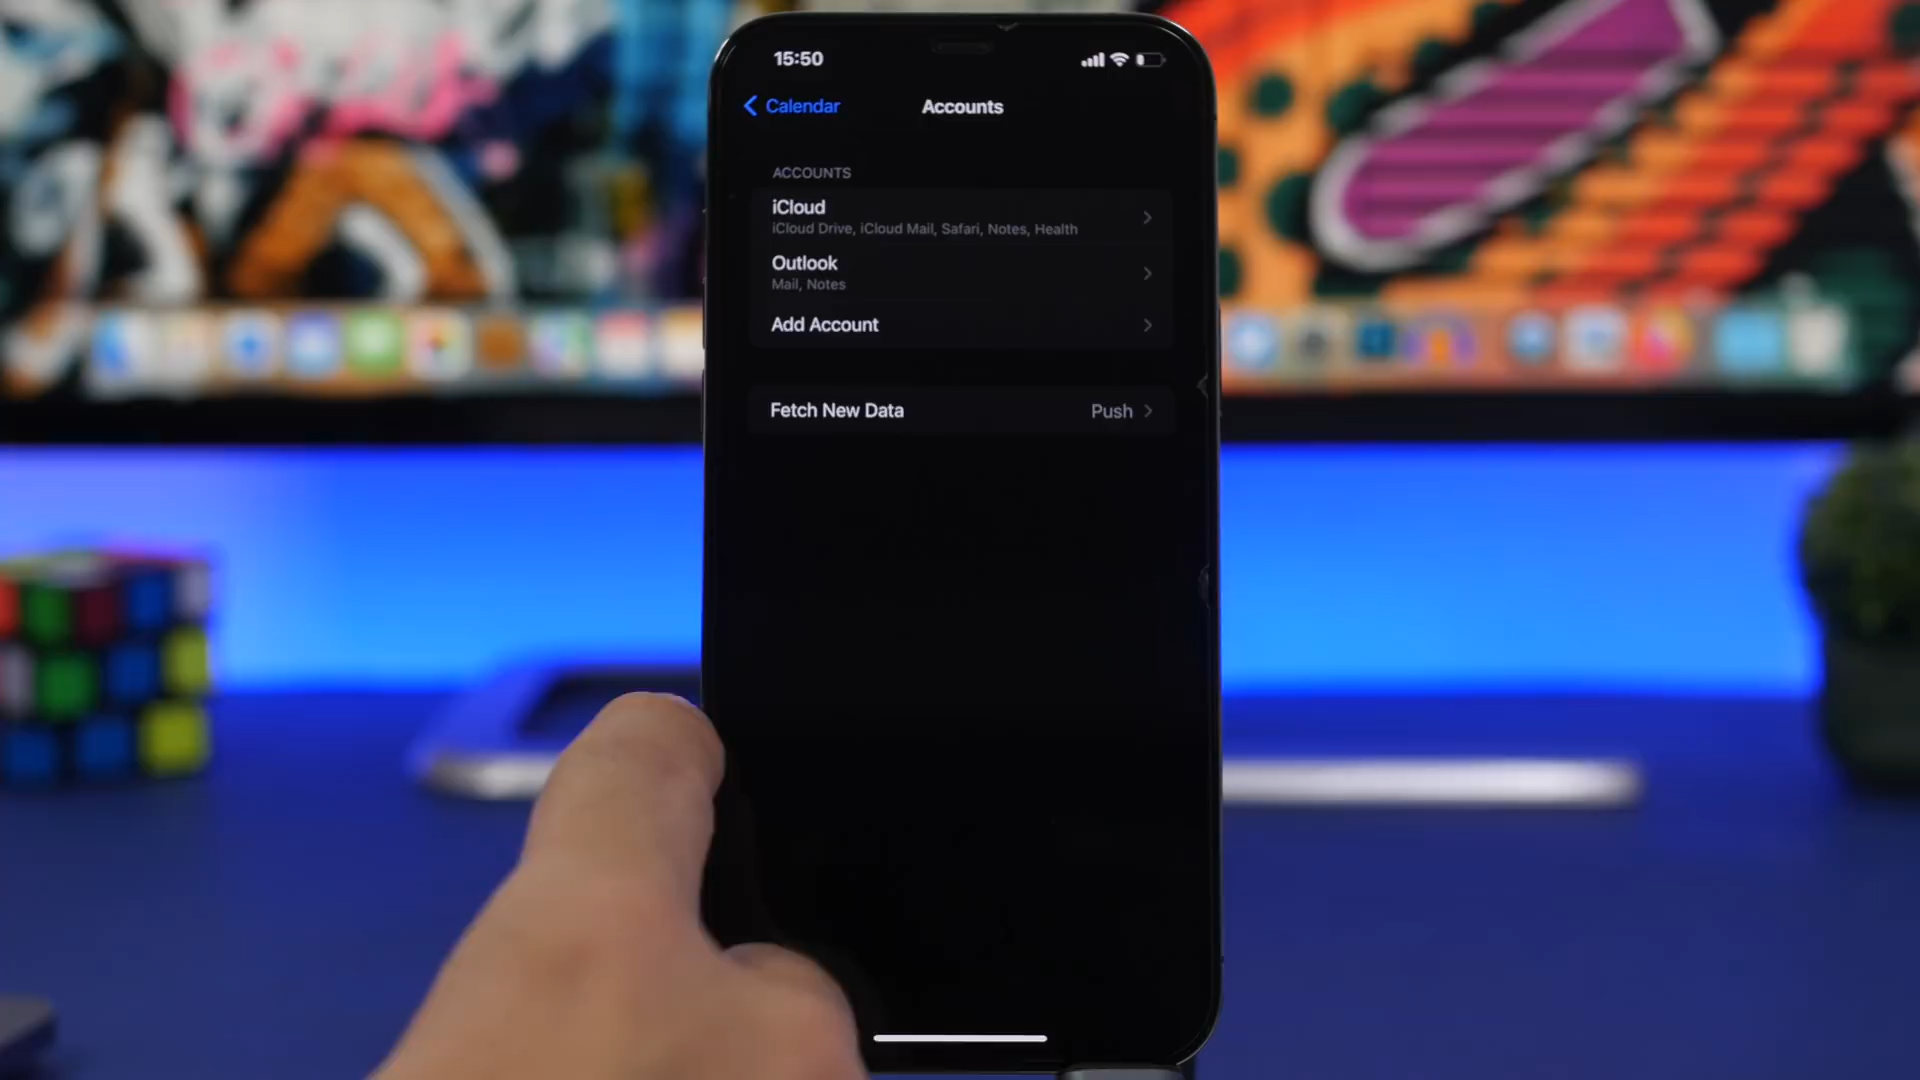 15:50
Calendar
Accounts
ACCOUNTS
iCloud
iCloud Drive, iCloud Mail, Safari, Notes, Health
Outlook
Mail, Notes
Add Account
Fetch New Data
Push